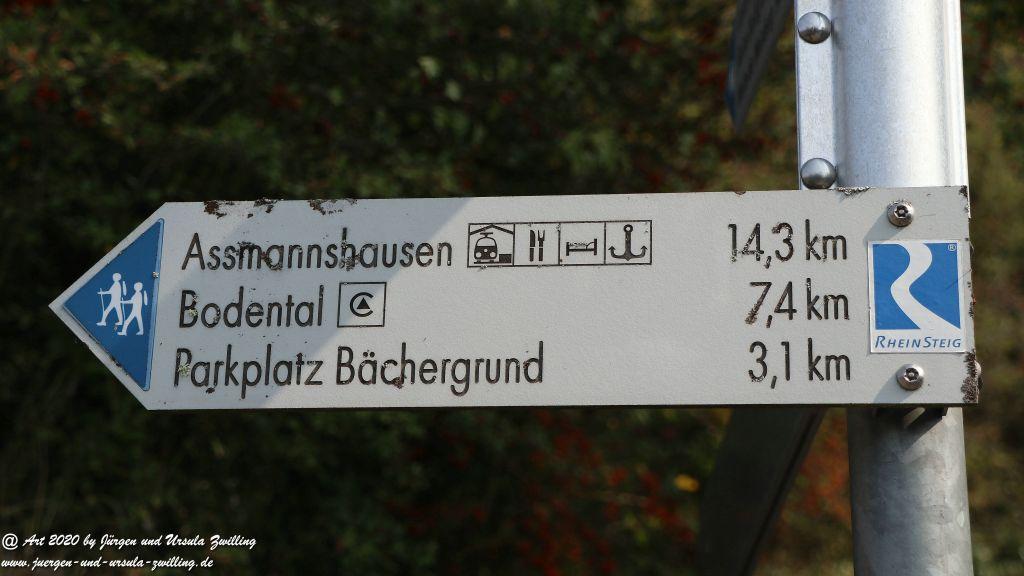 Assmannshausen 14,3 km
Bodental 7,4 km
Parkplatz Bächergrund 3,1 km
®
RHEINSTEIG
@ Art 2020 by Jürgen und Ursula Zwilling
www.juergen-und-ursula-zwilling.de